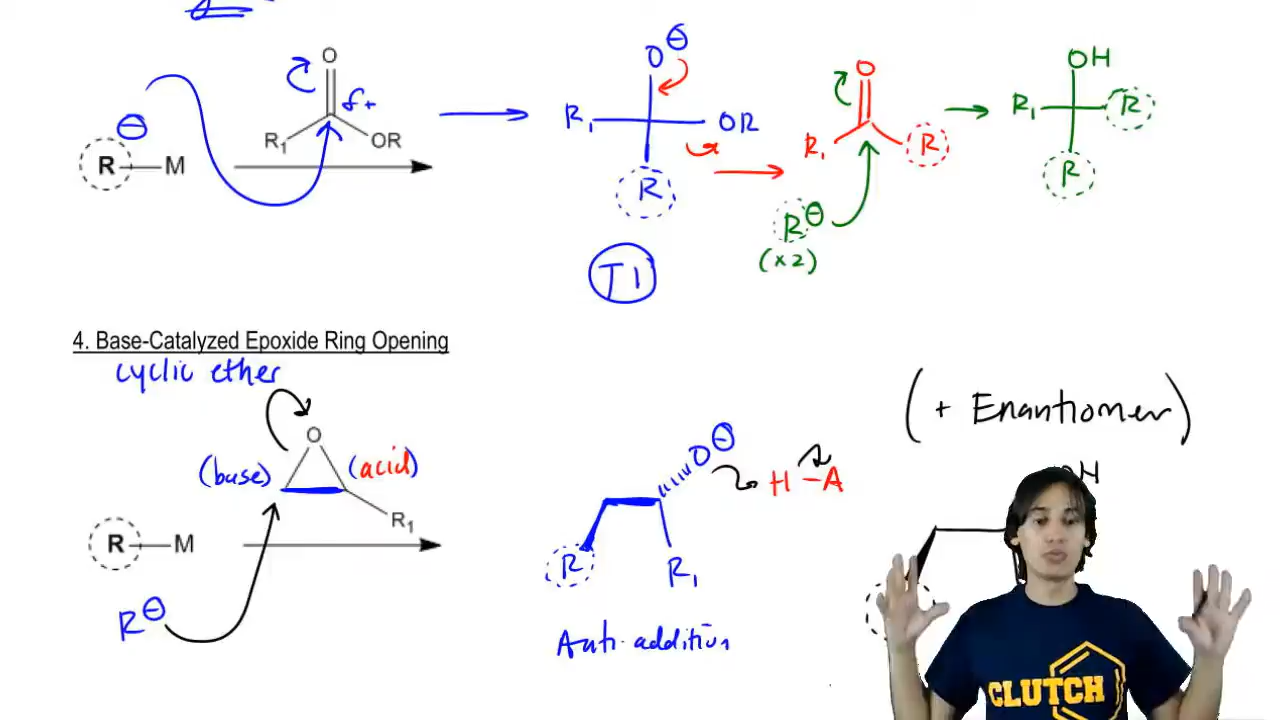 O δ+ R1 OR R M
O⊖ R1 OR R
T1
O R1 R
R⊖
(x2)
OH R1 R R
4. Base-Catalyzed Epoxide Ring Opening
cyclic ether
(base) O (acid) R1
R M
R⊖
O⊖ H-A
R R1
Anti-addition
(+ Enantiomer)
OH
CLUTCH